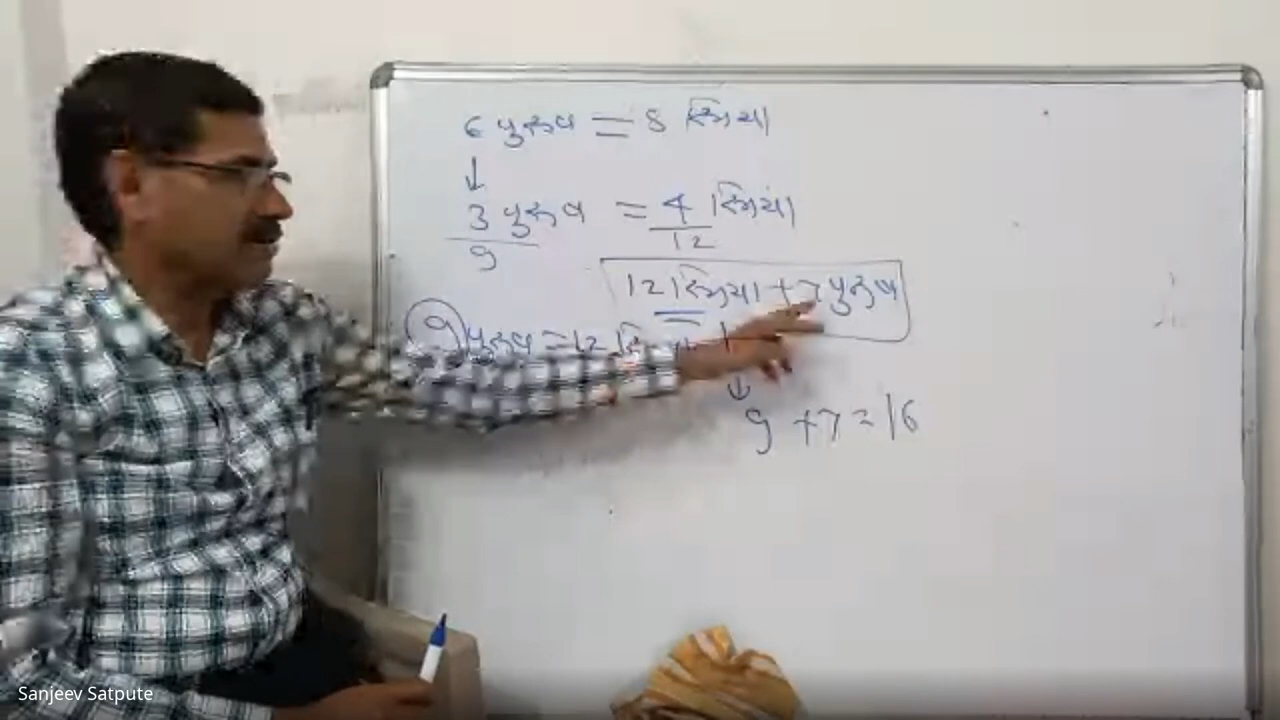 6 पुरुष = 8 स्त्रिया
3 पुरुष = 4 स्त्रिया
9 12
12 स्त्रिया + 7 पुरुष
9 पुरुष = 12
9 + 7 = 16
Sanjeev Satpute